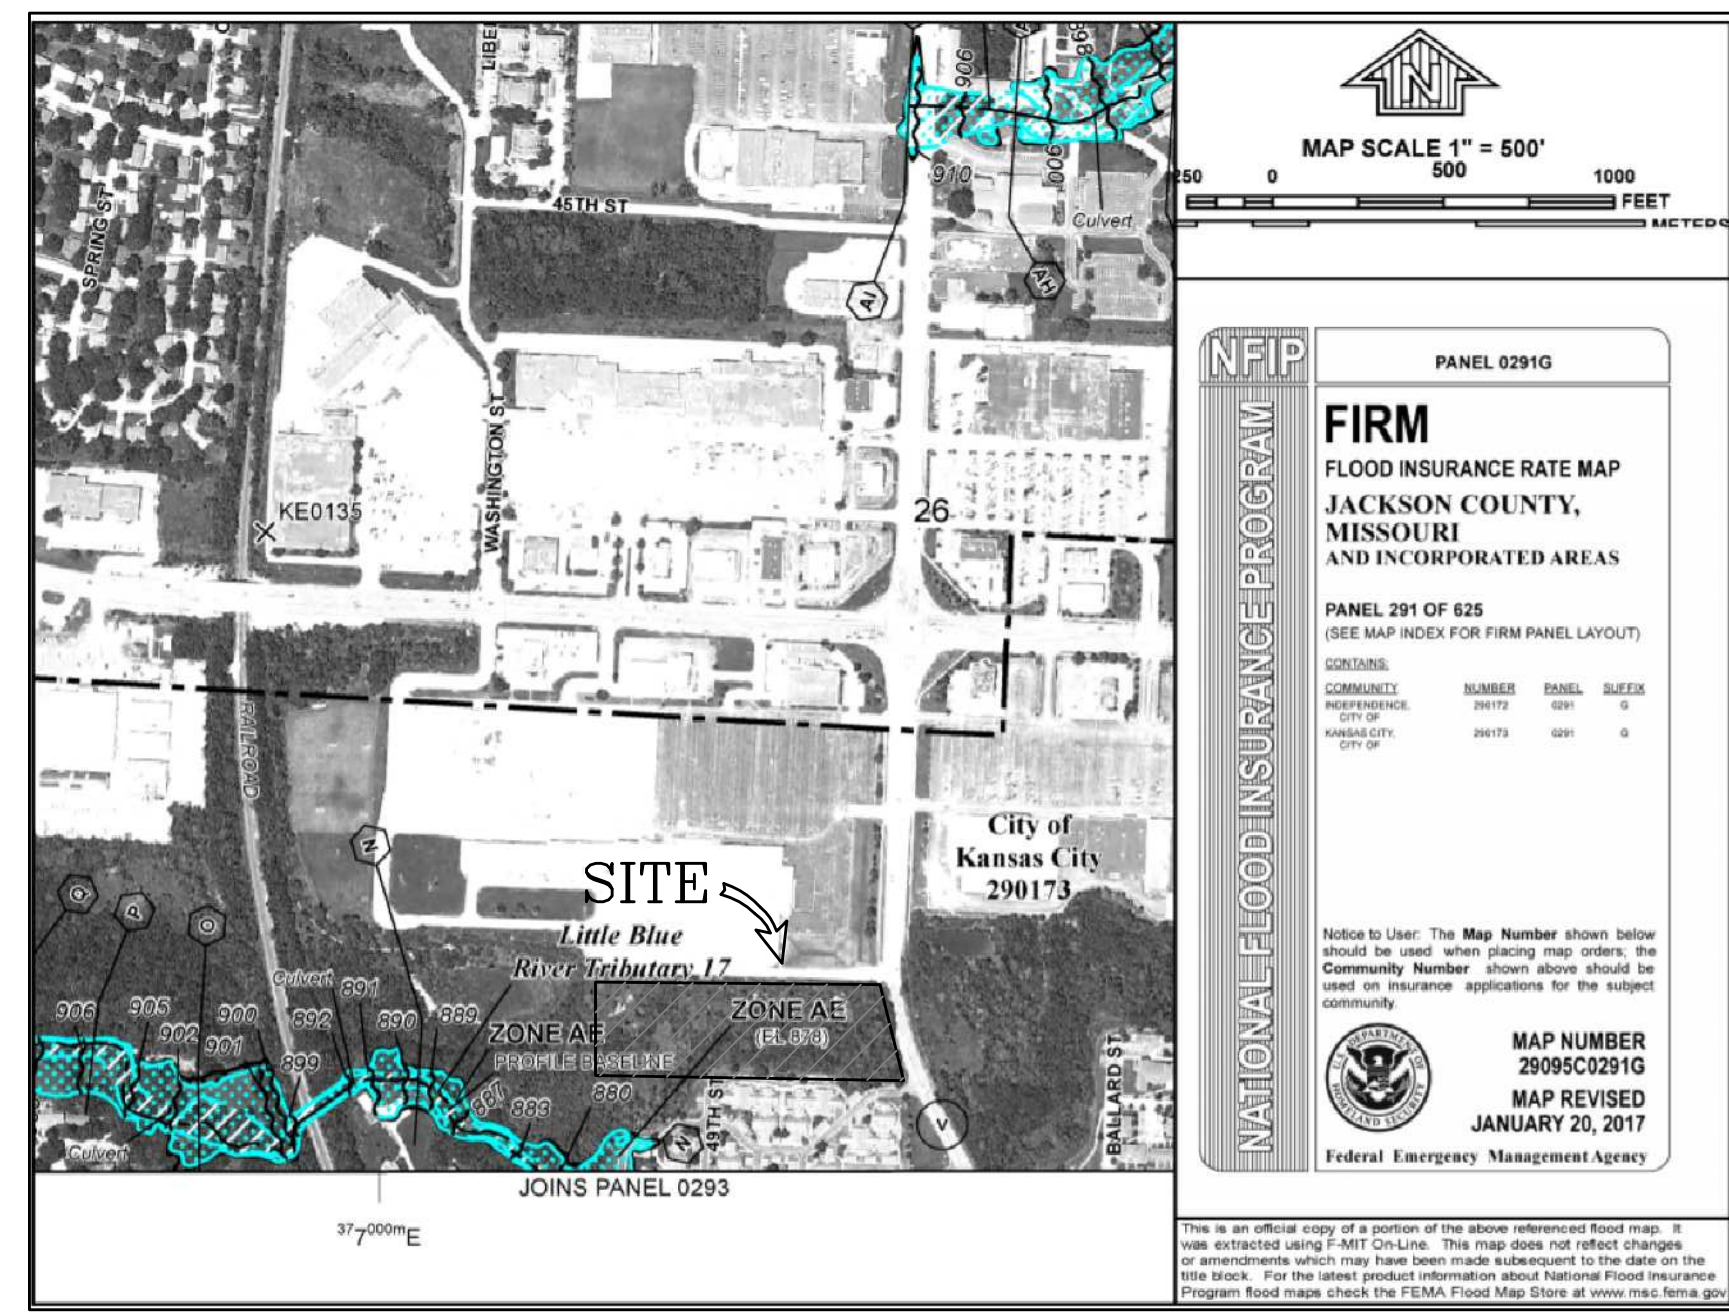 LIBE
898
906
910
900
Culvert
45TH ST
SPRING ST
AI
AH
WASHINGTON ST
KE0135
26
RAILROAD
City of
Kansas City
290173
N
SITE
Q
P
O
Little Blue
River Tributary 17
Culvert
891
906
905
902
901
900
892
890
889
899
ZONE AE
PROFILE BASELINE
ZONE AE
(EL 878)
887
883
880
49TH ST
N
V
BALLARD ST
Culvert
JOINS PANEL 0293
377000mE
N
MAP SCALE 1" = 500'
250 0 500 1000
FEET
METERS
NFIP
NATIONAL FLOOD INSURANCE PROGRAM
PANEL 0291G
FIRM
FLOOD INSURANCE RATE MAP
JACKSON COUNTY,
MISSOURI
AND INCORPORATED AREAS
PANEL 291 OF 625
(SEE MAP INDEX FOR FIRM PANEL LAYOUT)
CONTAINS:
COMMUNITY NUMBER PANEL SUFFIX
INDEPENDENCE, 290172 0291 G
CITY OF
KANSAS CITY, 290173 0291 G
CITY OF
Notice to User: The Map Number shown below
should be used when placing map orders; the
Community Number shown above should be
used on insurance applications for the subject
community.
U.S. DEPARTMENT OF
HOMELAND SECURITY
MAP NUMBER
29095C0291G
MAP REVISED
JANUARY 20, 2017
Federal Emergency Management Agency
This is an official copy of a portion of the above referenced flood map. It
was extracted using F-MIT On-Line. This map does not reflect changes
or amendments which may have been made subsequent to the date on the
title block. For the latest product information about National Flood Insurance
Program flood maps check the FEMA Flood Map Store at www.msc.fema.gov